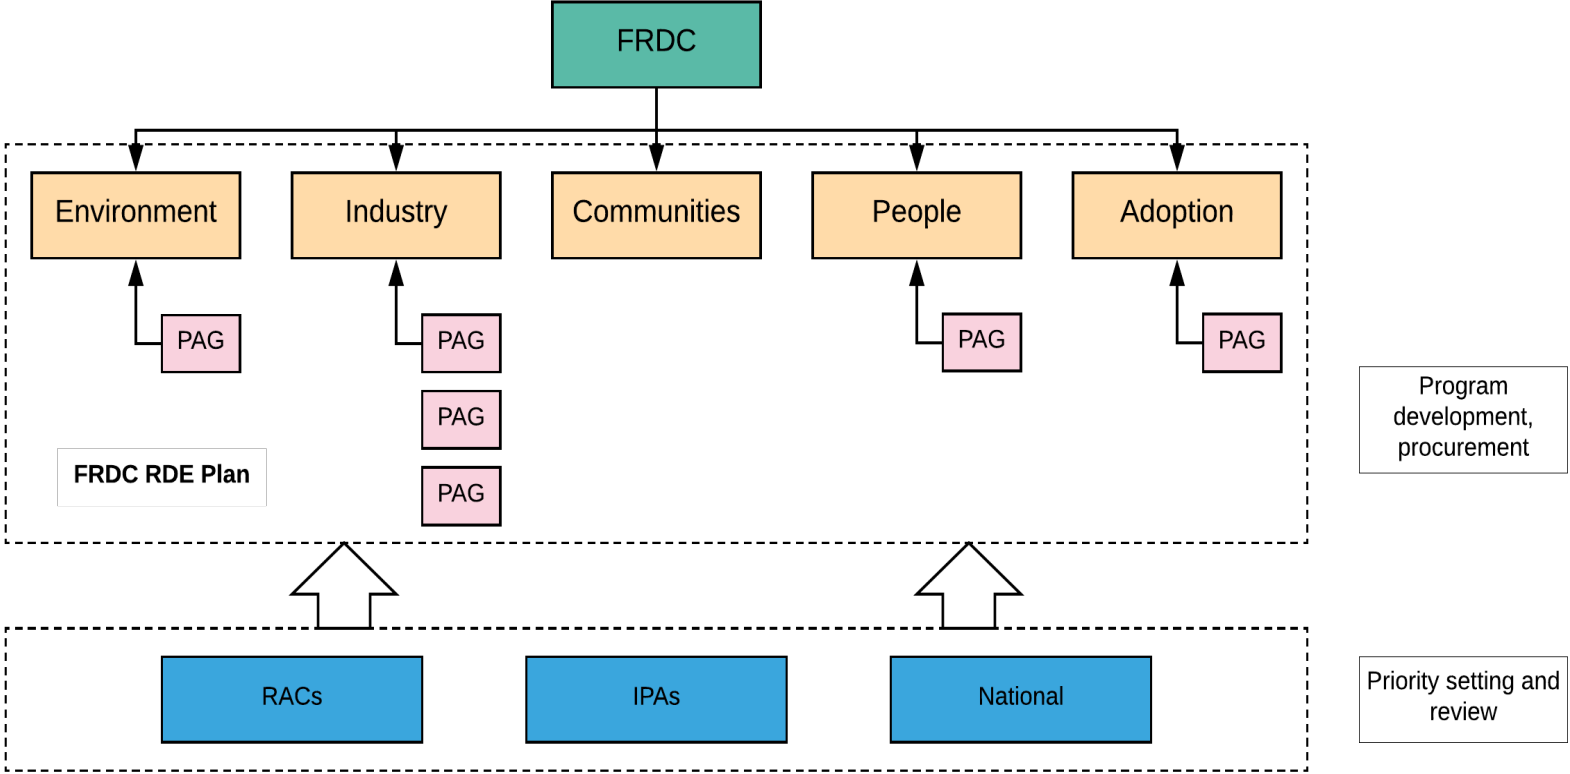 FRDC
Environment
Industry
Communities
People
Adoption
PAG
PAG
PAG
PAG
PAG
PAG
FRDC RDE Plan
Program
development,
procurement
RACs
IPAs
National
Priority setting and
review